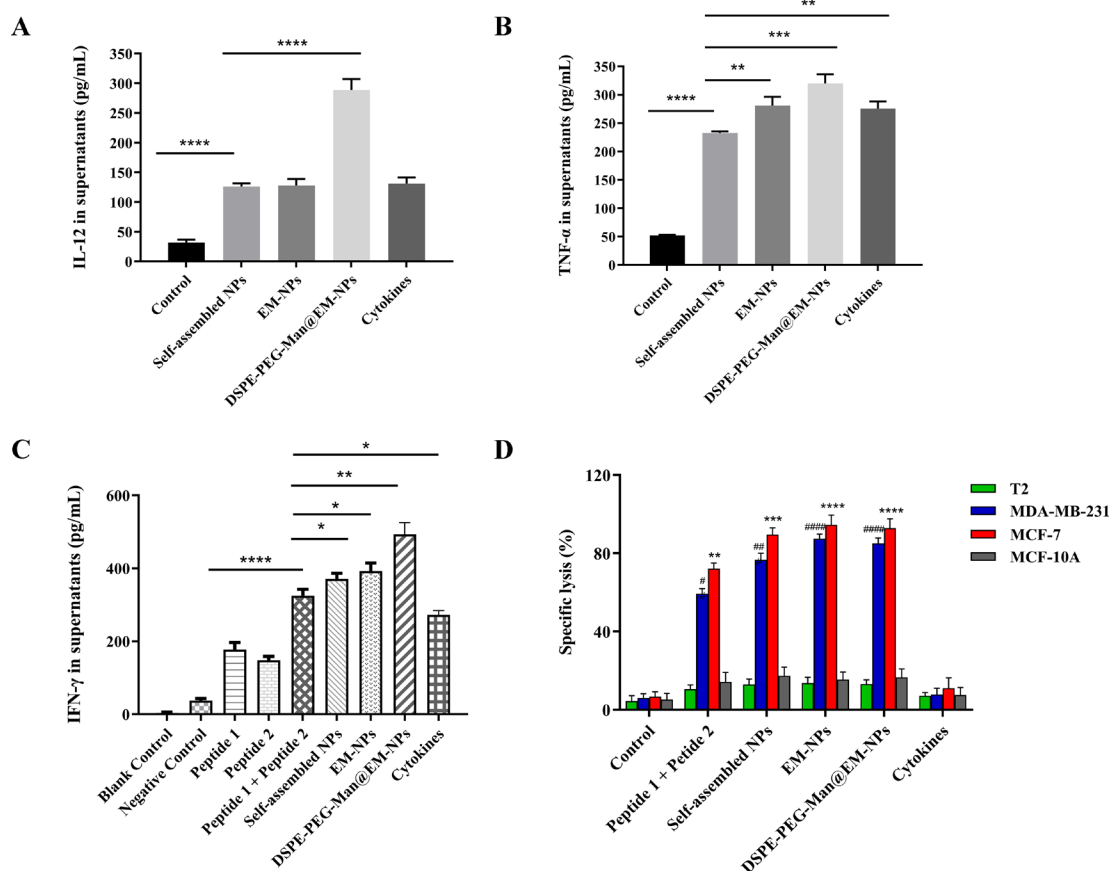 A
IL-12 in supernatants (pg/mL)
350
300
250
200
150
100
50
0
****
****
Control
Self-assembled NPs
EM-NPs
DSPE-PEG-Man@EM-NPs
Cytokines
B
TNF-α in supernatants (pg/mL)
350
300
250
200
150
100
50
0
**
***
**
****
Control
Self-assembled NPs
EM-NPs
DSPE-PEG-Man@EM-NPs
Cytokines
C
IFN-γ in supernatants (pg/mL)
600
400
200
0
*
**
*
*
****
Blank Control
Negative Control
Peptide 1
Peptide 2
Peptide 1 + Peptide 2
Self-assembled NPs
EM-NPs
DSPE-PEG-Man@EM-NPs
Cytokines
D
Specific lysis (%)
120
80
40
0
#
**
##
***
####
****
####
****
Control
Peptide 1 + Petide 2
Self-assembled NPs
EM-NPs
DSPE-PEG-Man@EM-NPs
Cytokines
T2
MDA-MB-231
MCF-7
MCF-10A